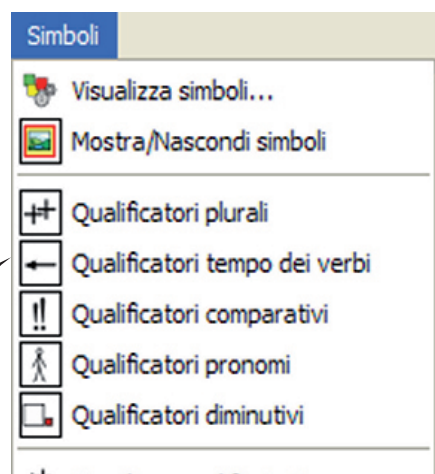 Simboli
Visualizza simboli...
Mostra/Nascondi simboli
Qualificatori plurali
Qualificatori tempo dei verbi
Qualificatori comparativi
Qualificatori pronomi
Qualificatori diminutivi